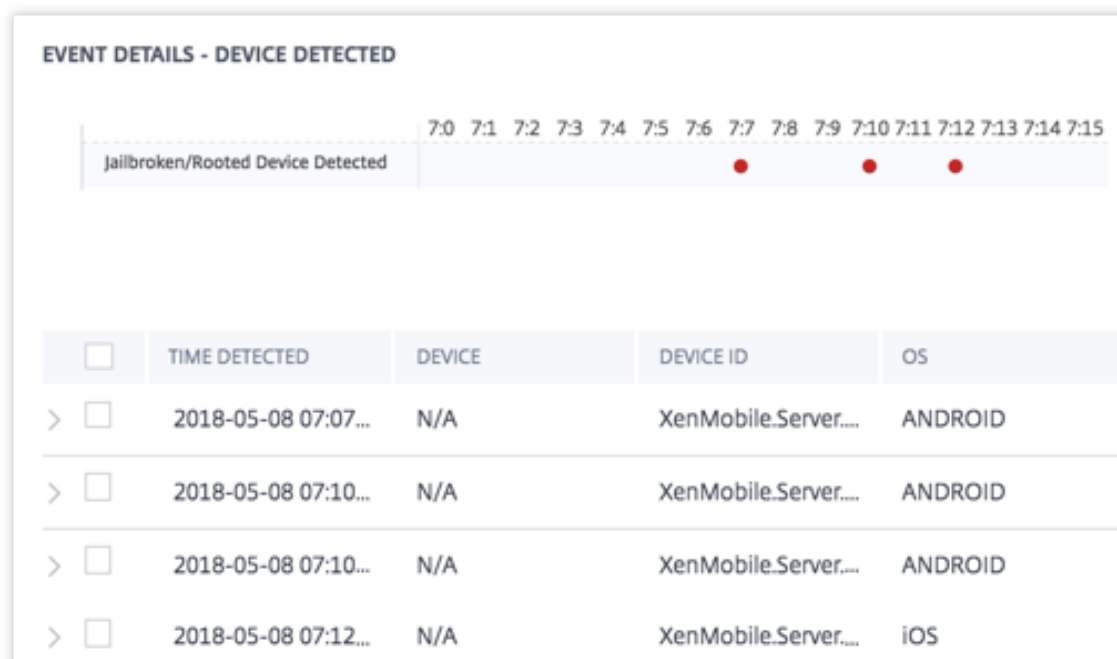 EVENT DETAILS - DEVICE DETECTED
7:0 7:1 7:2 7:3 7:4 7:5 7:6 7:7 7:8 7:9 7:10 7:11 7:12 7:13 7:14 7:15
Jailbroken/Rooted Device Detected
TIME DETECTED DEVICE DEVICE ID OS
2018-05-08 07:07... N/A XenMobile.Server.... ANDROID
2018-05-08 07:10... N/A XenMobile.Server.... ANDROID
2018-05-08 07:10... N/A XenMobile.Server.... ANDROID
2018-05-08 07:12... N/A XenMobile.Server.... iOS